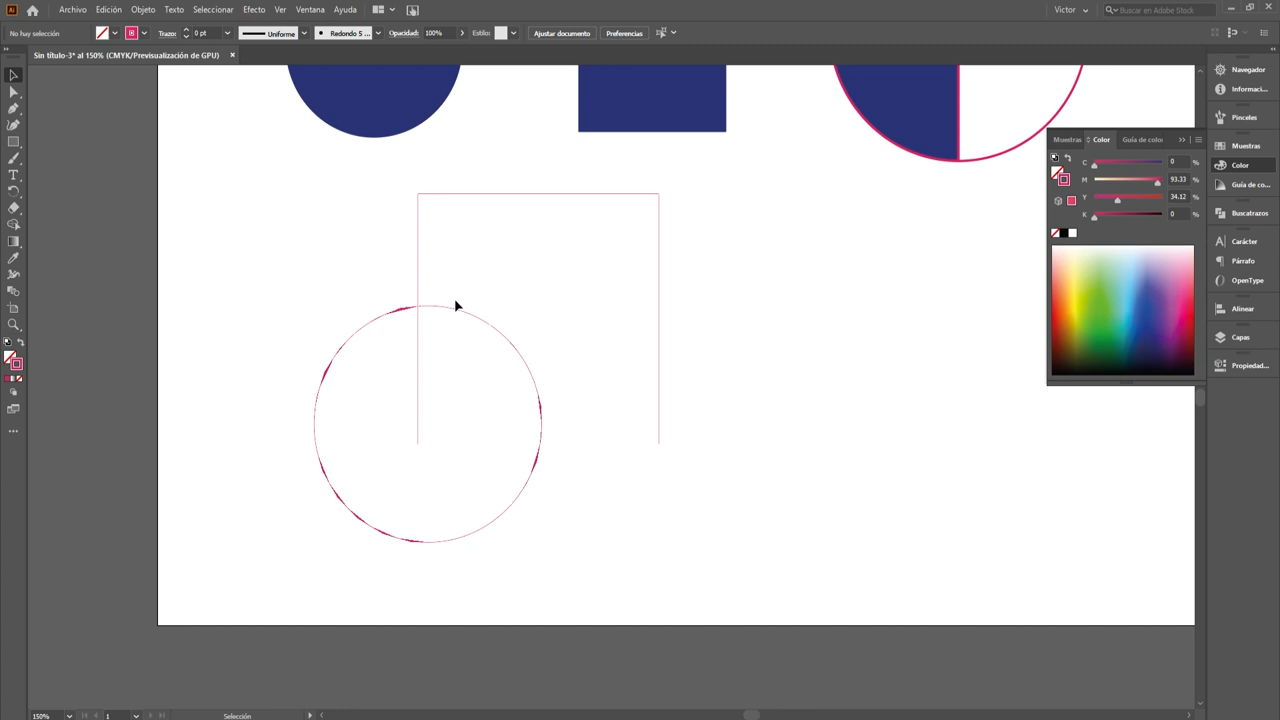 Ai Archivo Edición Objeto Texto Seleccionar Efecto Ver Ventana Ayuda Victor Buscar en Adobe Stock
No hay selección Trazo: 0 pt Uniforme Redondo 5 ... Opacidad: 100% Estilo: Ajustar documento Preferencias
Sin título-3* al 150% (CMYK/Previsualización de GPU)
Navegador
Informaci...
Pinceles
Muestras
Color
Guía de co...
Buscatrazos
Carácter
Párrafo
OpenType
Alinear
Capas
Propiedad...
Muestras Color Guía de color
C 0 %
M 93.33 %
Y 34.12 %
K 0 %
150% 1 Selección